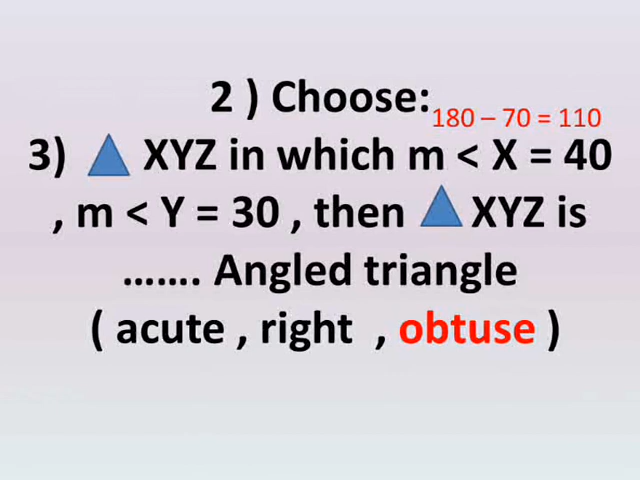 2 ) Choose:
180 – 70 = 110
3) XYZ in which m < X = 40
, m < Y = 30 , then XYZ is
……. Angled triangle
( acute , right , obtuse )